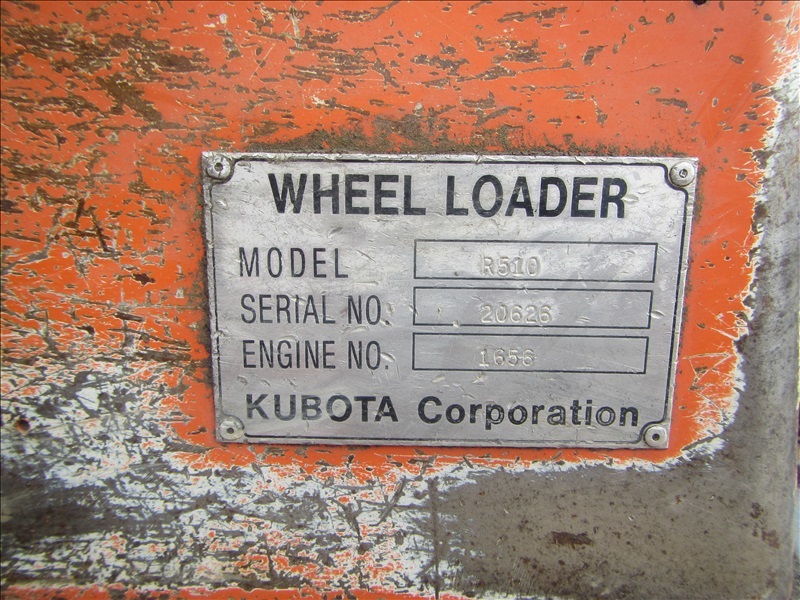 WHEEL LOADER
MODEL R510
SERIAL NO. 20626
ENGINE NO. 1656
KUBOTA Corporation